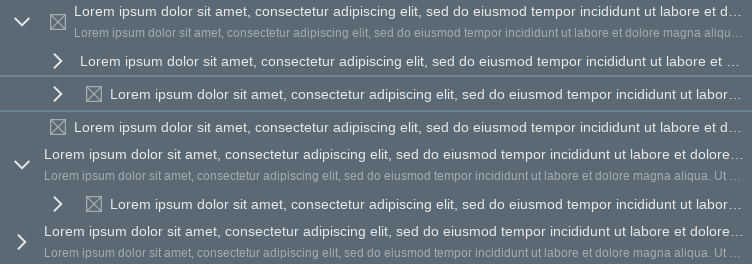 Lorem ipsum dolor sit amet, consectetur adipiscing elit, sed do eiusmod tempor incididunt ut labore et d…
Lorem ipsum dolor sit amet, consectetur adipiscing elit, sed do eiusmod tempor incididunt ut labore et dolore magna aliqu…
Lorem ipsum dolor sit amet, consectetur adipiscing elit, sed do eiusmod tempor incididunt ut labore et …
Lorem ipsum dolor sit amet, consectetur adipiscing elit, sed do eiusmod tempor incididunt ut labor…
Lorem ipsum dolor sit amet, consectetur adipiscing elit, sed do eiusmod tempor incididunt ut labore et d…
Lorem ipsum dolor sit amet, consectetur adipiscing elit, sed do eiusmod tempor incididunt ut labore et dolore…
Lorem ipsum dolor sit amet, consectetur adipiscing elit, sed do eiusmod tempor incididunt ut labore et dolore magna aliqua. Ut …
Lorem ipsum dolor sit amet, consectetur adipiscing elit, sed do eiusmod tempor incididunt ut labor…
Lorem ipsum dolor sit amet, consectetur adipiscing elit, sed do eiusmod tempor incididunt ut labore et dolore…
Lorem ipsum dolor sit amet, consectetur adipiscing elit, sed do eiusmod tempor incididunt ut labore et dolore magna aliqua. Ut …